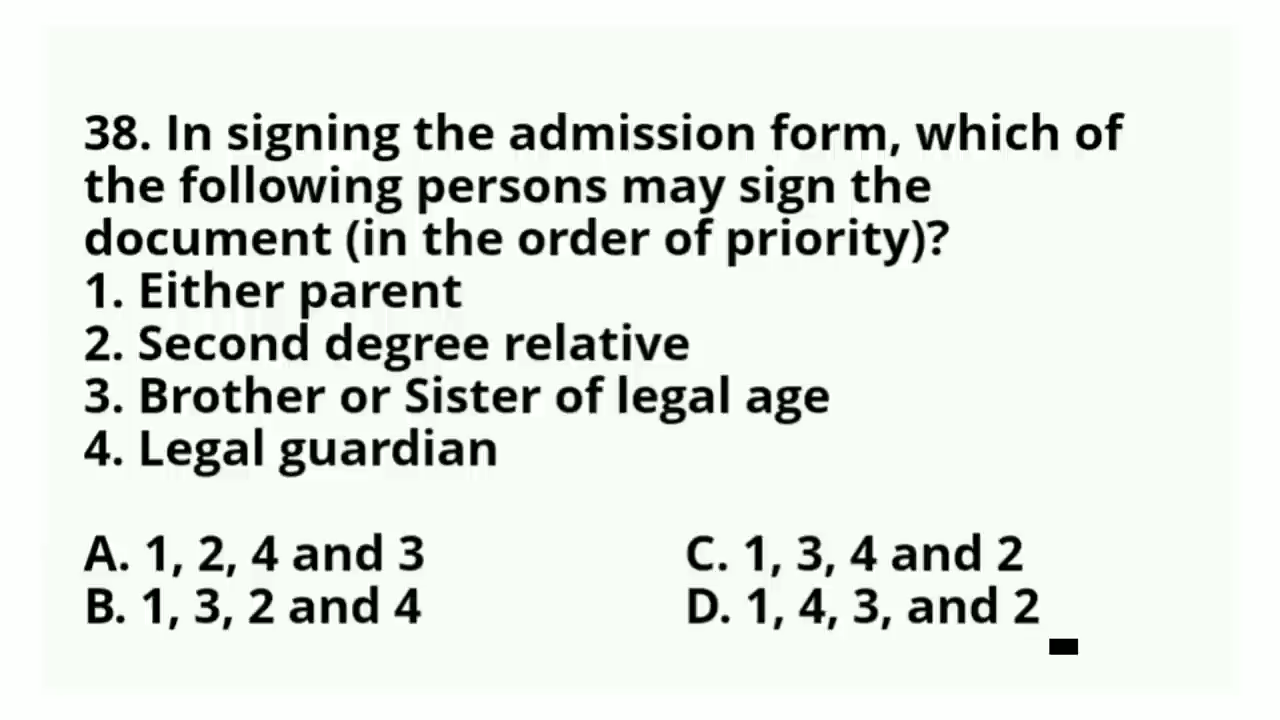 38. In signing the admission form, which of
the following persons may sign the
document (in the order of priority)?
1. Either parent
2. Second degree relative
3. Brother or Sister of legal age
4. Legal guardian
A. 1, 2, 4 and 3
B. 1, 3, 2 and 4
C. 1, 3, 4 and 2
D. 1, 4, 3, and 2